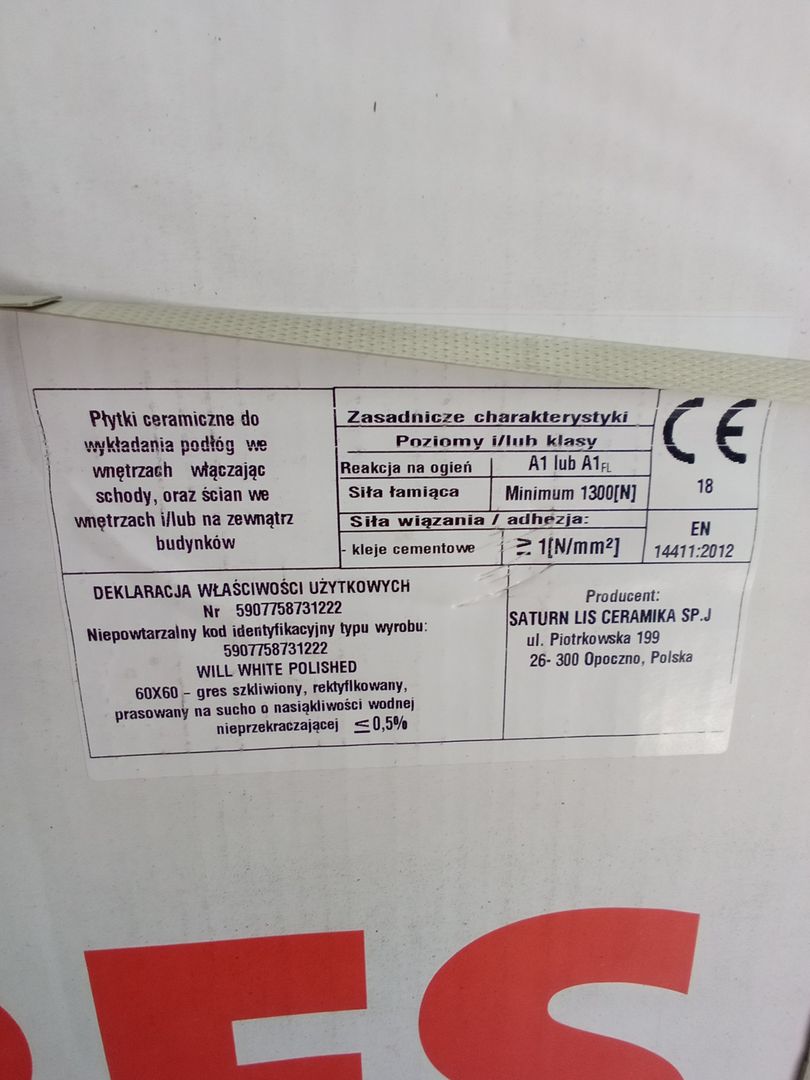 Płytki ceramiczne do
wykładania podłóg we
wnętrzach włączając
schody, oraz ścian we
wnętrzach i/lub na zewnątrz
budynków
Zasadnicze charakterystyki
Poziomy i/lub klasy
Reakcja na ogień A1 lub A1FL
Siła łamiąca Minimum 1300[N]
Siła wiązania / adhezja:
- kleje cementowe ≥ 1[N/mm²]
CE
18
EN
14411:2012
DEKLARACJA WŁAŚCIWOŚCI UŻYTKOWYCH
Nr 5907758731222
Niepowtarzalny kod identyfikacyjny typu wyrobu:
5907758731222
WILL WHITE POLISHED
60X60 - gres szkliwiony, rektyfikowany,
prasowany na sucho o nasiąkliwości wodnej
nieprzekraczającej ≤0,5%
Producent:
SATURN LIS CERAMIKA SP.J
ul. Piotrkowska 199
26- 300 Opoczno, Polska
RES